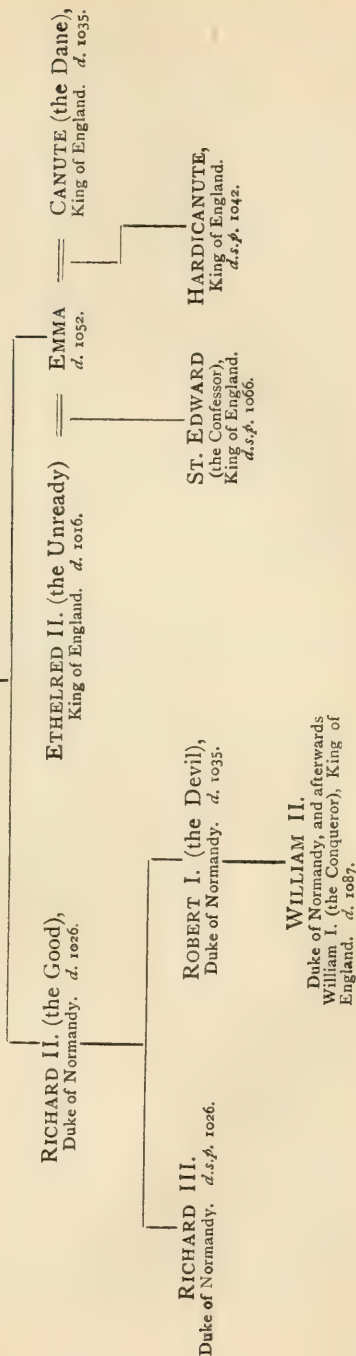 RICHARD II. (the Good),
Duke of Normandy. d. 1026.
ETHELRED II. (the Unready)
King of England. d. 1016.
EMMA
d. 1052.
CANUTE (the Dane),
King of England. d. 1035.
RICHARD III.
Duke of Normandy. d.s.p. 1026.
ROBERT I. (the Devil),
Duke of Normandy. d. 1035.
ST. EDWARD
(the Confessor),
King of England.
d.s.p. 1066.
HARDICANUTE,
King of England.
d.s.p. 1042.
WILLIAM II.
Duke of Normandy, and afterwards
William I. (the Conqueror), King of
England. d. 1087.